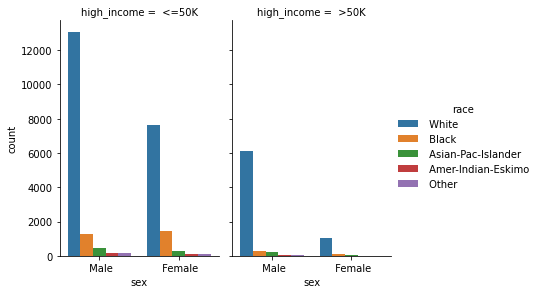 high_income =  <=50K
high_income =  >50K
12000
10000
8000
6000
4000
2000
0
count
Male
Female
sex
Male
Female
sex
race
White
Black
Asian-Pac-Islander
Amer-Indian-Eskimo
Other